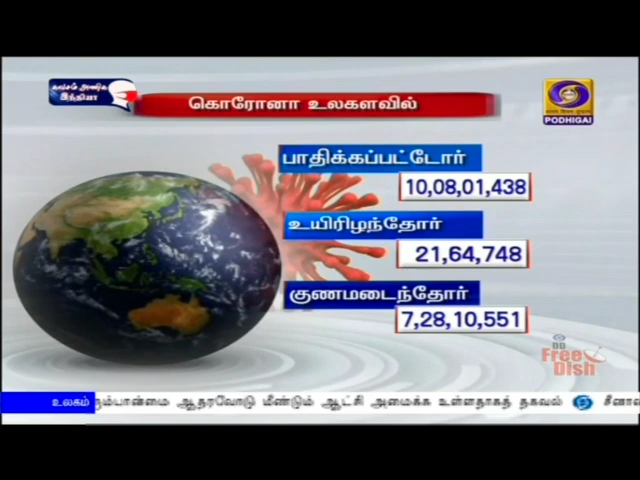 கவசம் அணிக
இந்தியா
கொரோனா உலகளவில்
PODHIGAI
பாதிக்கப்பட்டோர்
10,08,01,438
உயிரிழந்தோர்
21,64,748
குணமடைந்தோர்
7,28,10,551
DD
Free
Dish
உலகம் ரும்பான்மை ஆதரவோடு மீண்டும் ஆட்சி அமைக்க உள்ளதாகத் தகவல் சீனாவ